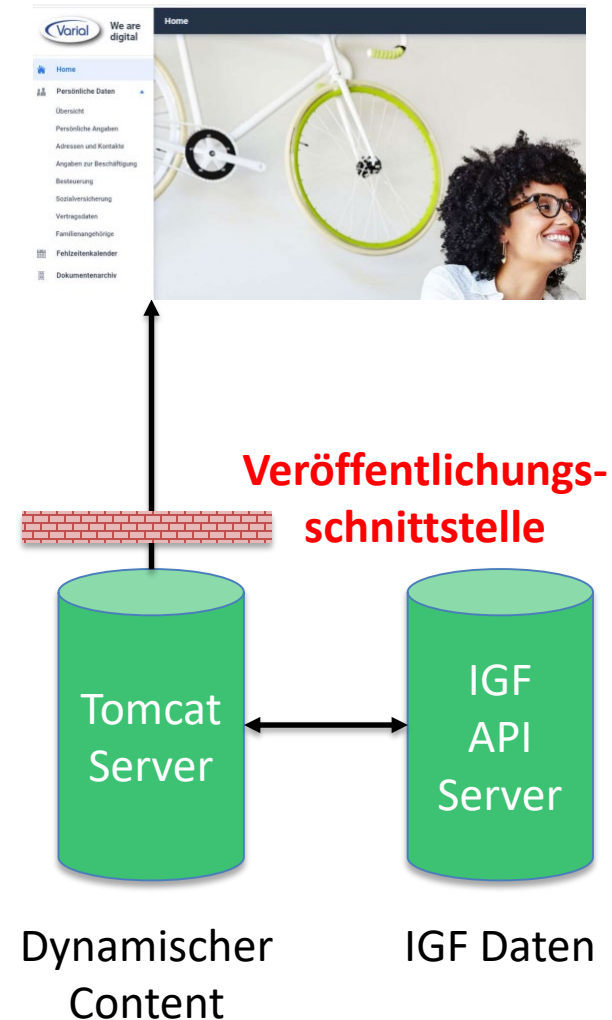 Varial
We are
digital
Home
Home
Persönliche Daten
Übersicht
Persönliche Angaben
Adressen und Kontakte
Angaben zur Beschäftigung
Besteuerung
Sozialversicherung
Vertragsdaten
Familienangehörige
Fehlzeitenkalender
Dokumentenarchiv
Veröffentlichungs-
schnittstelle
Tomcat
Server
IGF
API
Server
Dynamischer
Content
IGF Daten